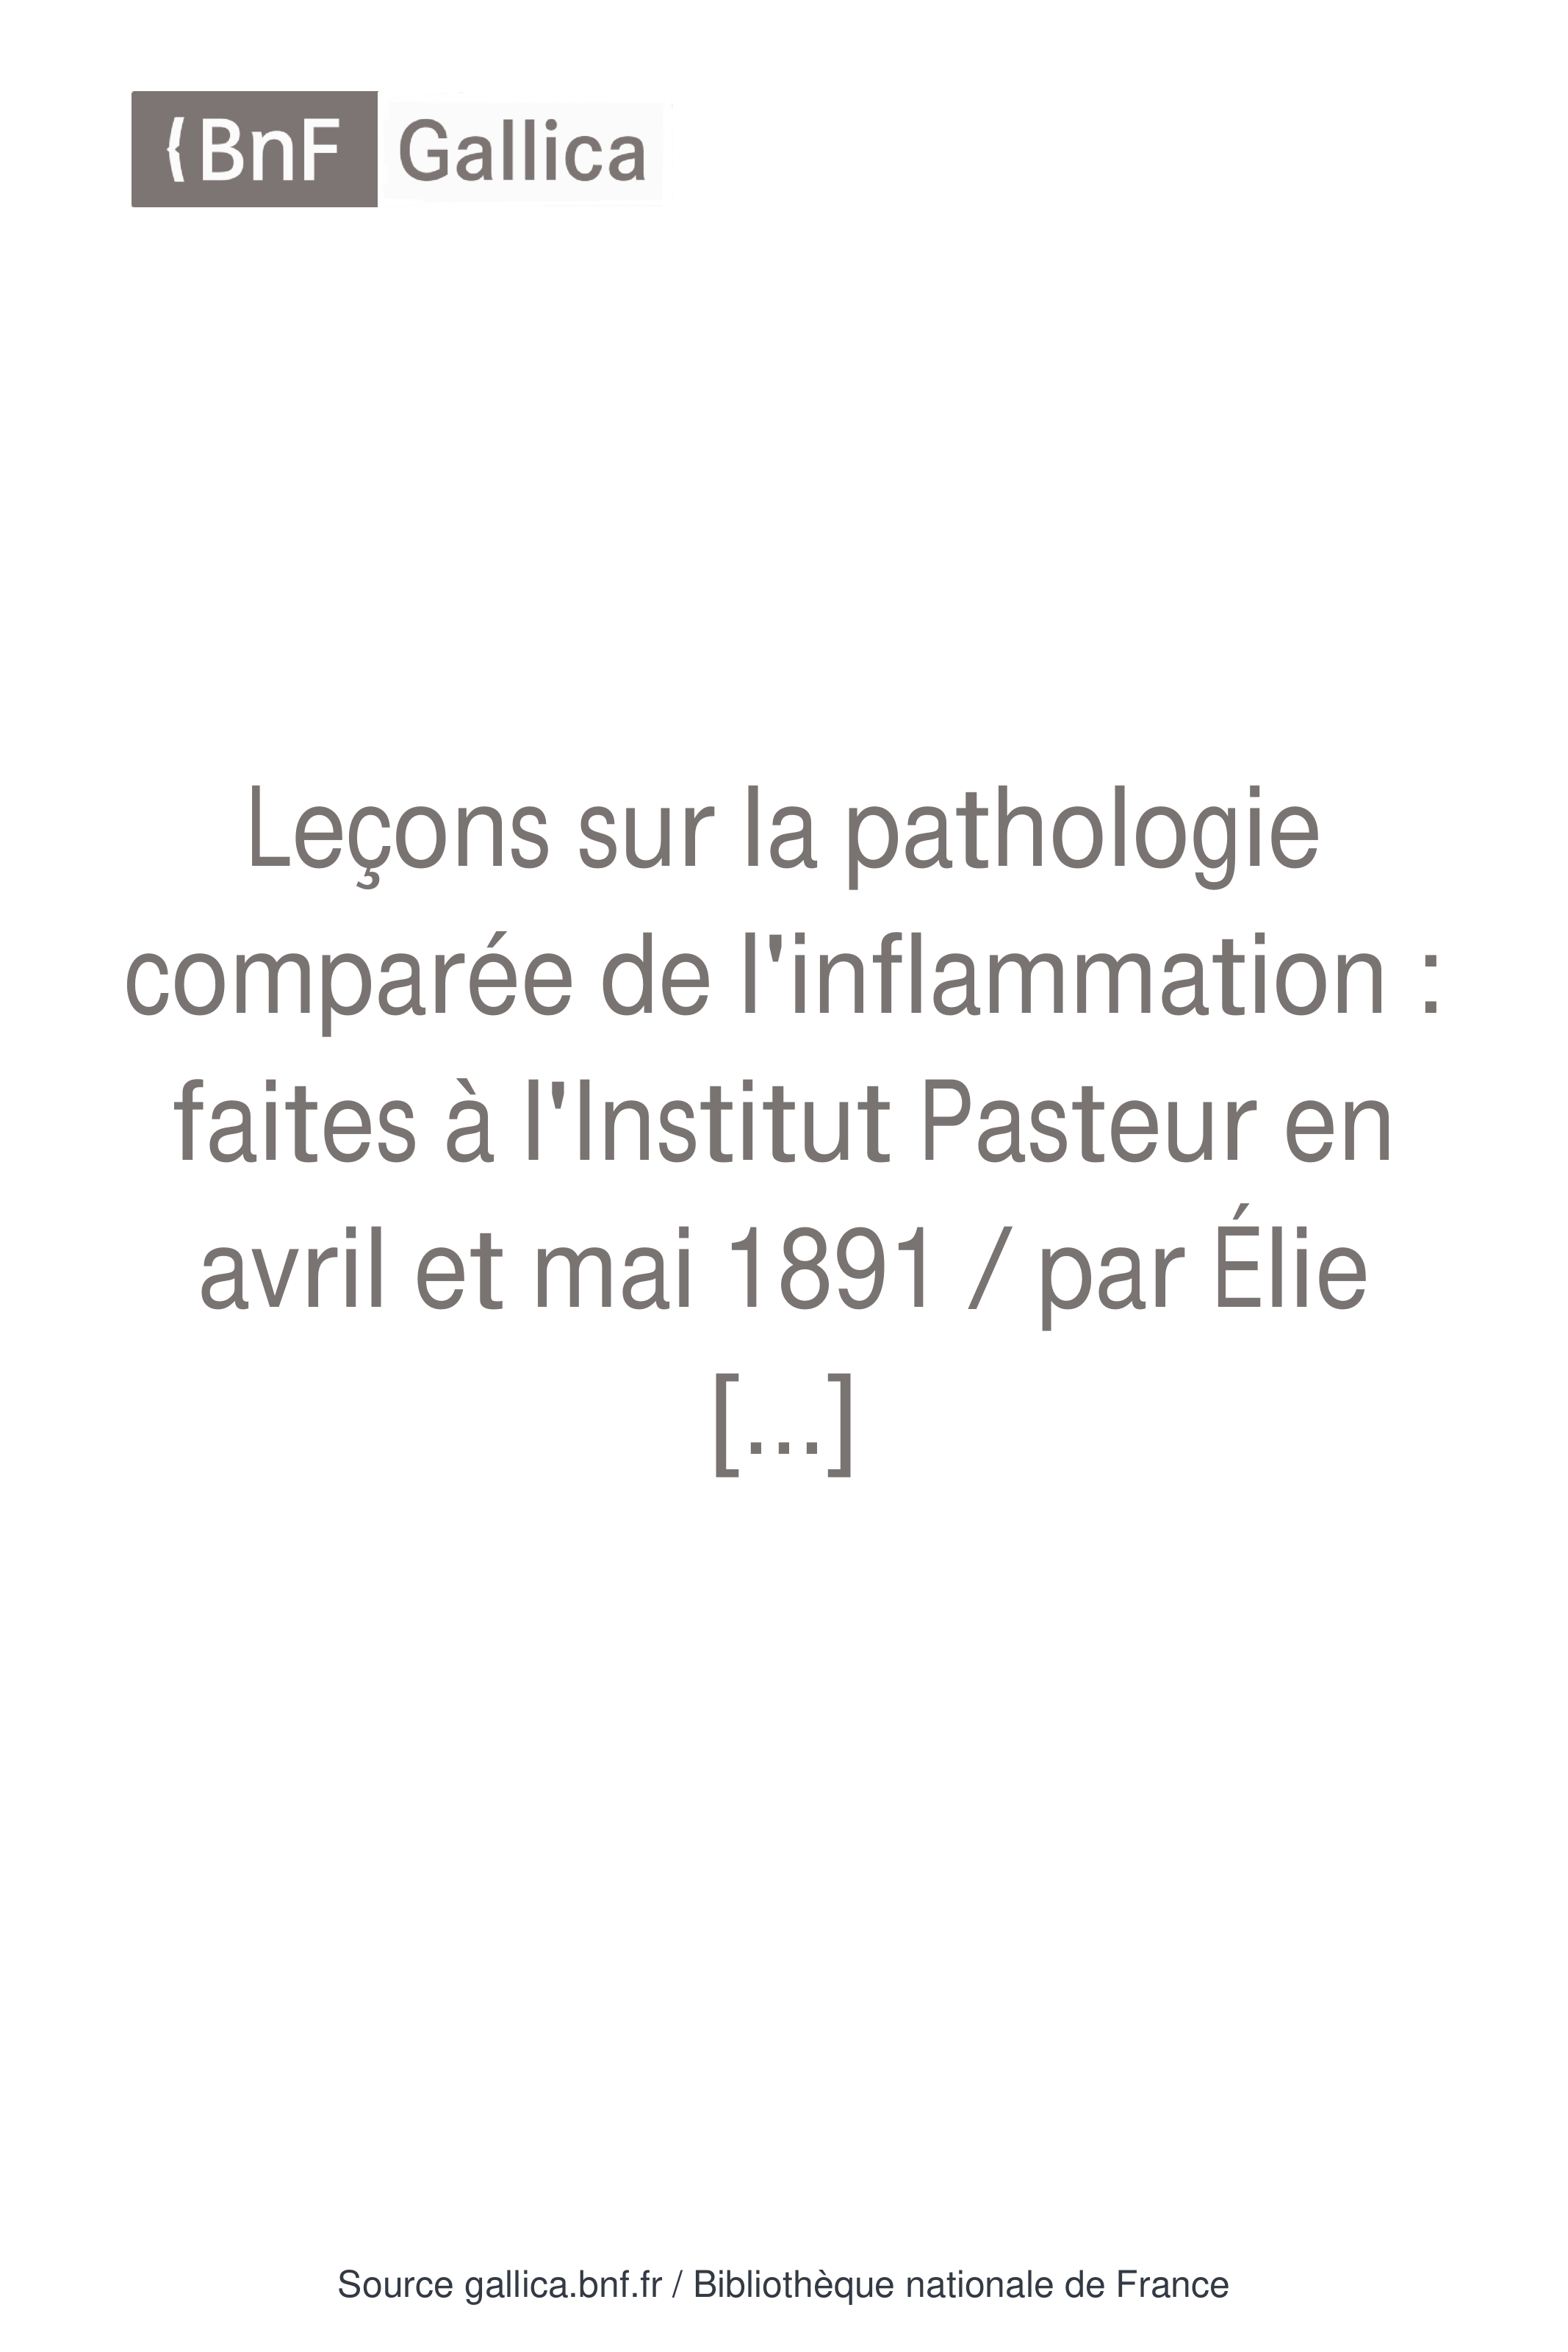 BnF Gallica
Leçons sur la pathologie
comparée de l'inflammation :
faites à l'Institut Pasteur en
avril et mai 1891 / par Élie
[...]
Source gallica.bnf.fr / Bibliothèque nationale de France